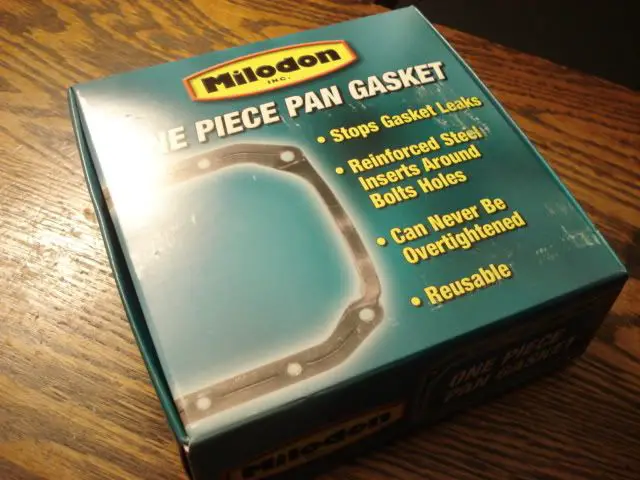 Milodon
INC.
ONE PIECE PAN GASKET
• Stops Gasket Leaks
• Reinforced Steel
Inserts Around
Bolts Holes
• Can Never Be
Overtightened
• Reusable
ONE PIECE
PAN GASKET
Milodon